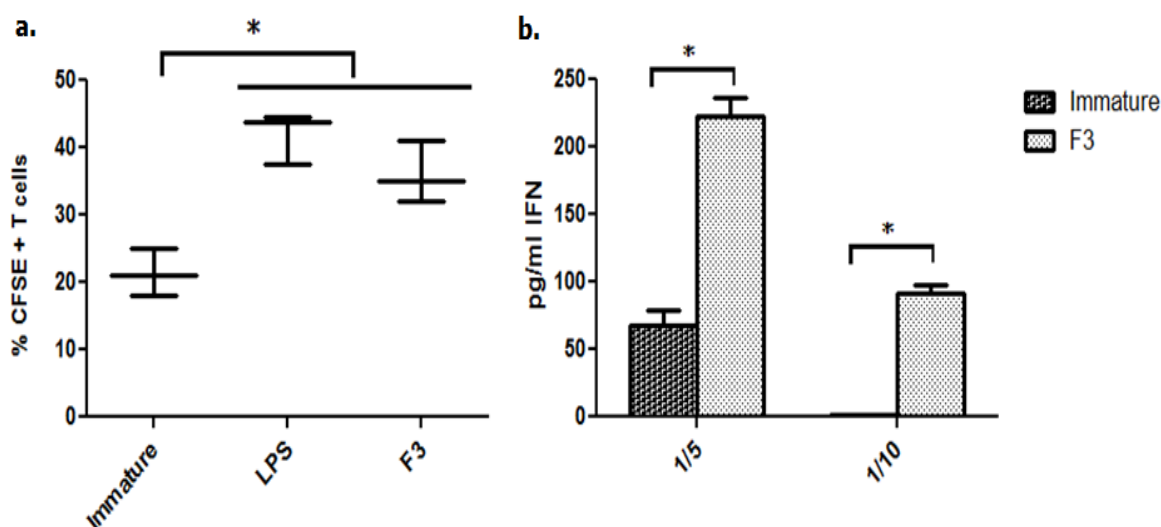 a.
*
% CFSE + T cells
50
40
30
20
10
0
Immature
LPS
F3
b.
*
*
pg/ml IFN
250
200
150
100
50
0
1/5
1/10
Immature
F3